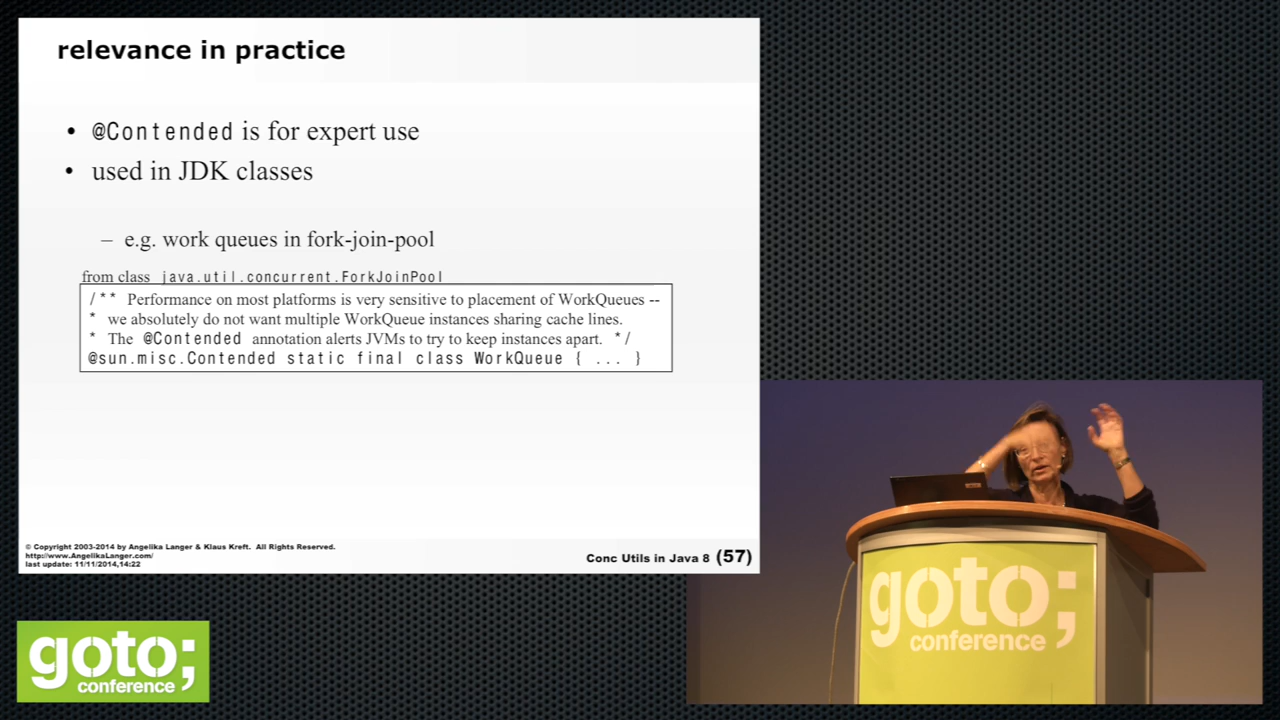 relevance in practice
• @Contended is for expert use
• used in JDK classes
– e.g. work queues in fork-join-pool
from class java.util.concurrent.ForkJoinPool
/** Performance on most platforms is very sensitive to placement of WorkQueues --
* we absolutely do not want multiple WorkQueue instances sharing cache lines.
* The @Contended annotation alerts JVMs to try to keep instances apart. */
@sun.misc.Contended static final class WorkQueue { ... }
© Copyright 2003-2014 by Angelika Langer & Klaus Kreft. All Rights Reserved.
http://www.AngelikaLanger.com/
last update: 11/11/2014,14:22
Conc Utils in Java 8 (57)
goto;
conference
goto;
conference